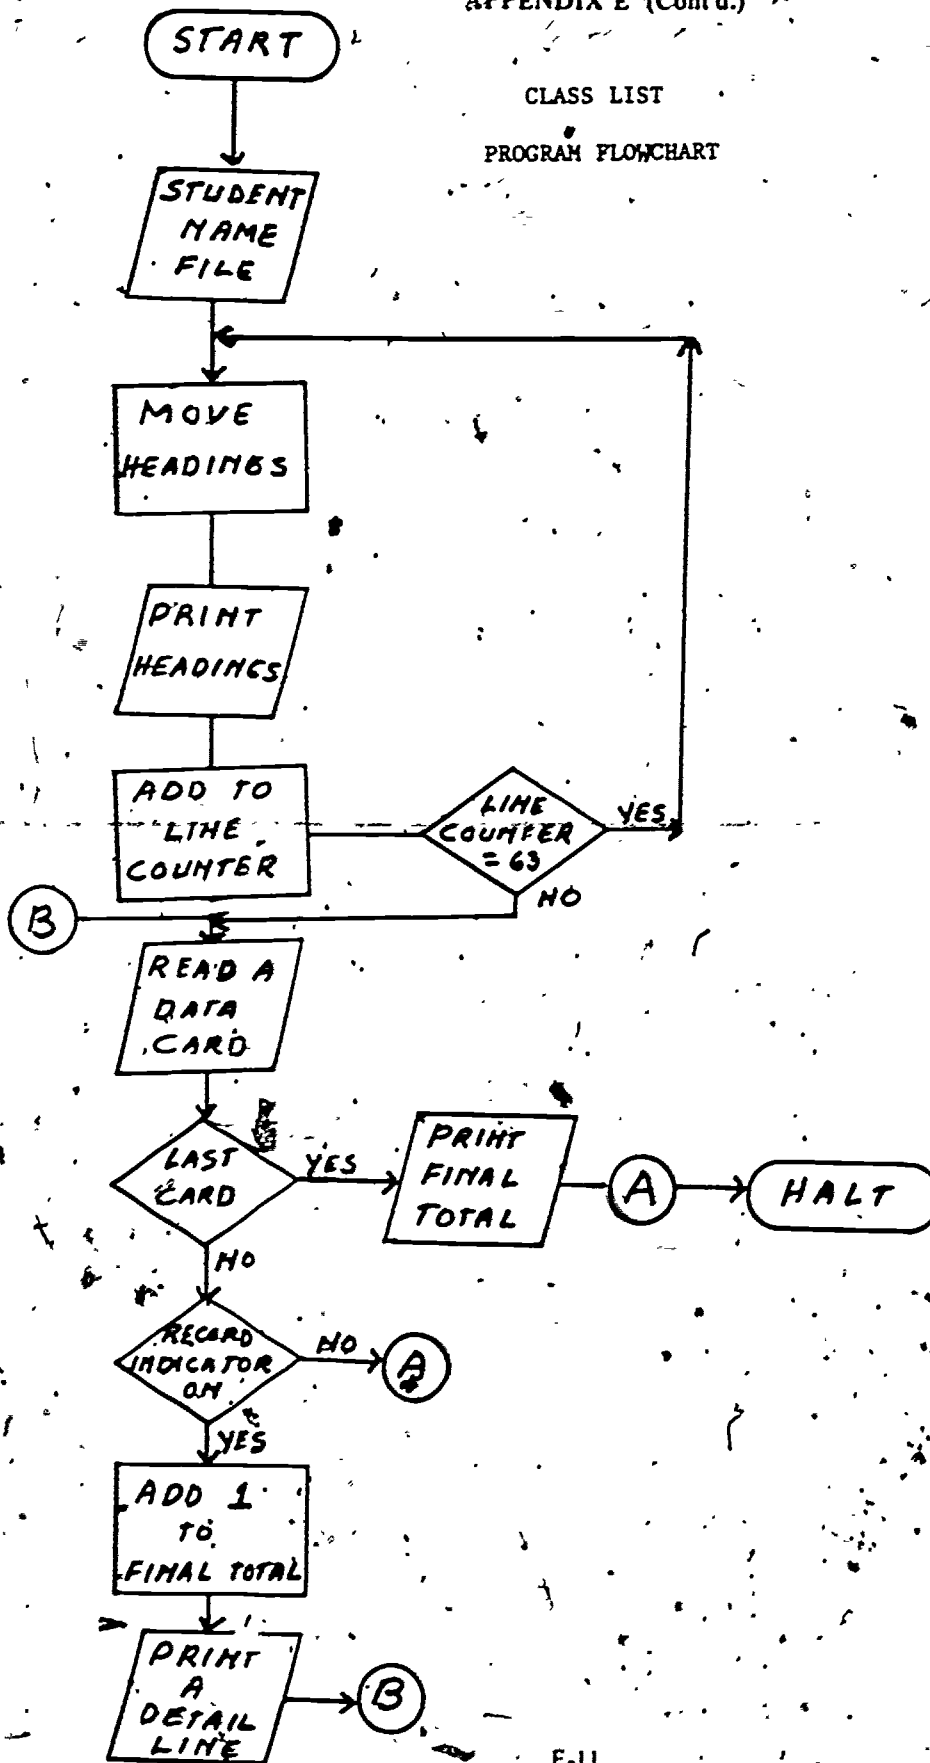 APPENDIX E (Cont'd.)
CLASS LIST
PROGRAM FLOWCHART
START
STUDENT
NAME
FILE
MOVE
HEADINGS
PRINT
HEADINGS
ADD TO
LINE
COUNTER
LINE
COUNTER
= 63
YES
NO
B
READ A
DATA
CARD
LAST
CARD
YES
PRINT
FINAL
TOTAL
A
HALT
NO
RECORD
INDICATOR
ON
NO
A
YES
ADD 1
TO
FINAL TOTAL
PRINT
A
DETAIL
LINE
B
E-11